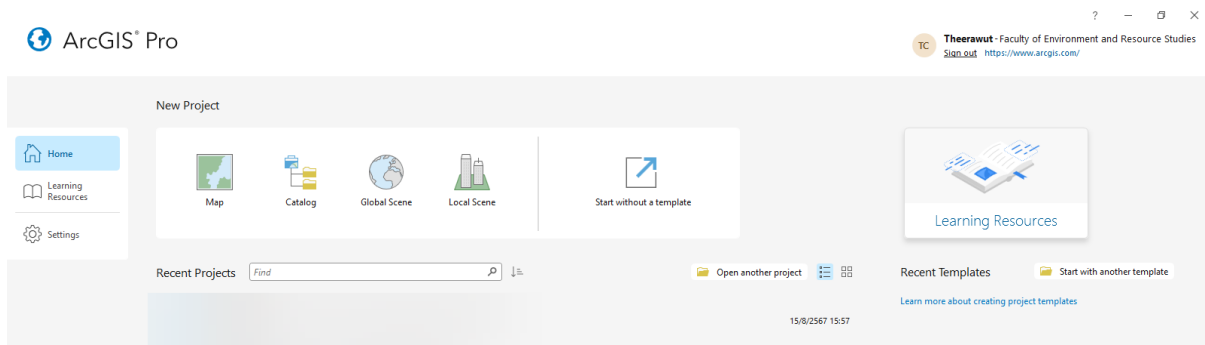 ?
ArcGIS® Pro
Theerawut - Faculty of Environment and Resource Studies
TC
Sign out https://www.arcgis.com/
New Project
Home
Learning
Resources
Settings
Map
Catalog
Global Scene
Local Scene
Start without a template
Learning Resources
Recent Projects
Find
Open another project
Recent Templates
Start with another template
Learn more about creating project templates
15/8/2567 15:57